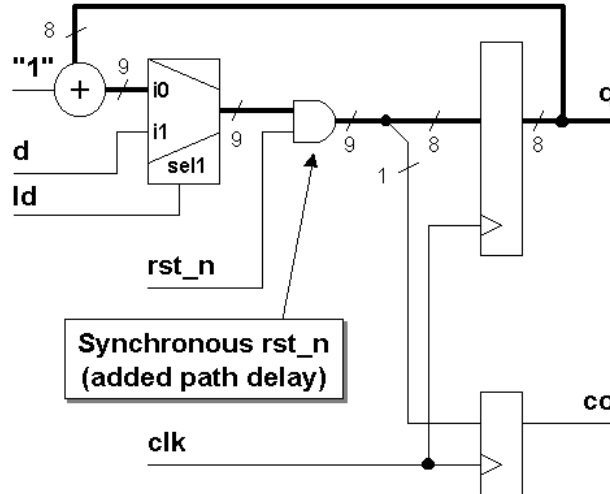 8
"1"
+
9
i0
i1
sel1
9
9
8
8
q
d
ld
1
rst_n
Synchronous rst_n
(added path delay)
clk
co